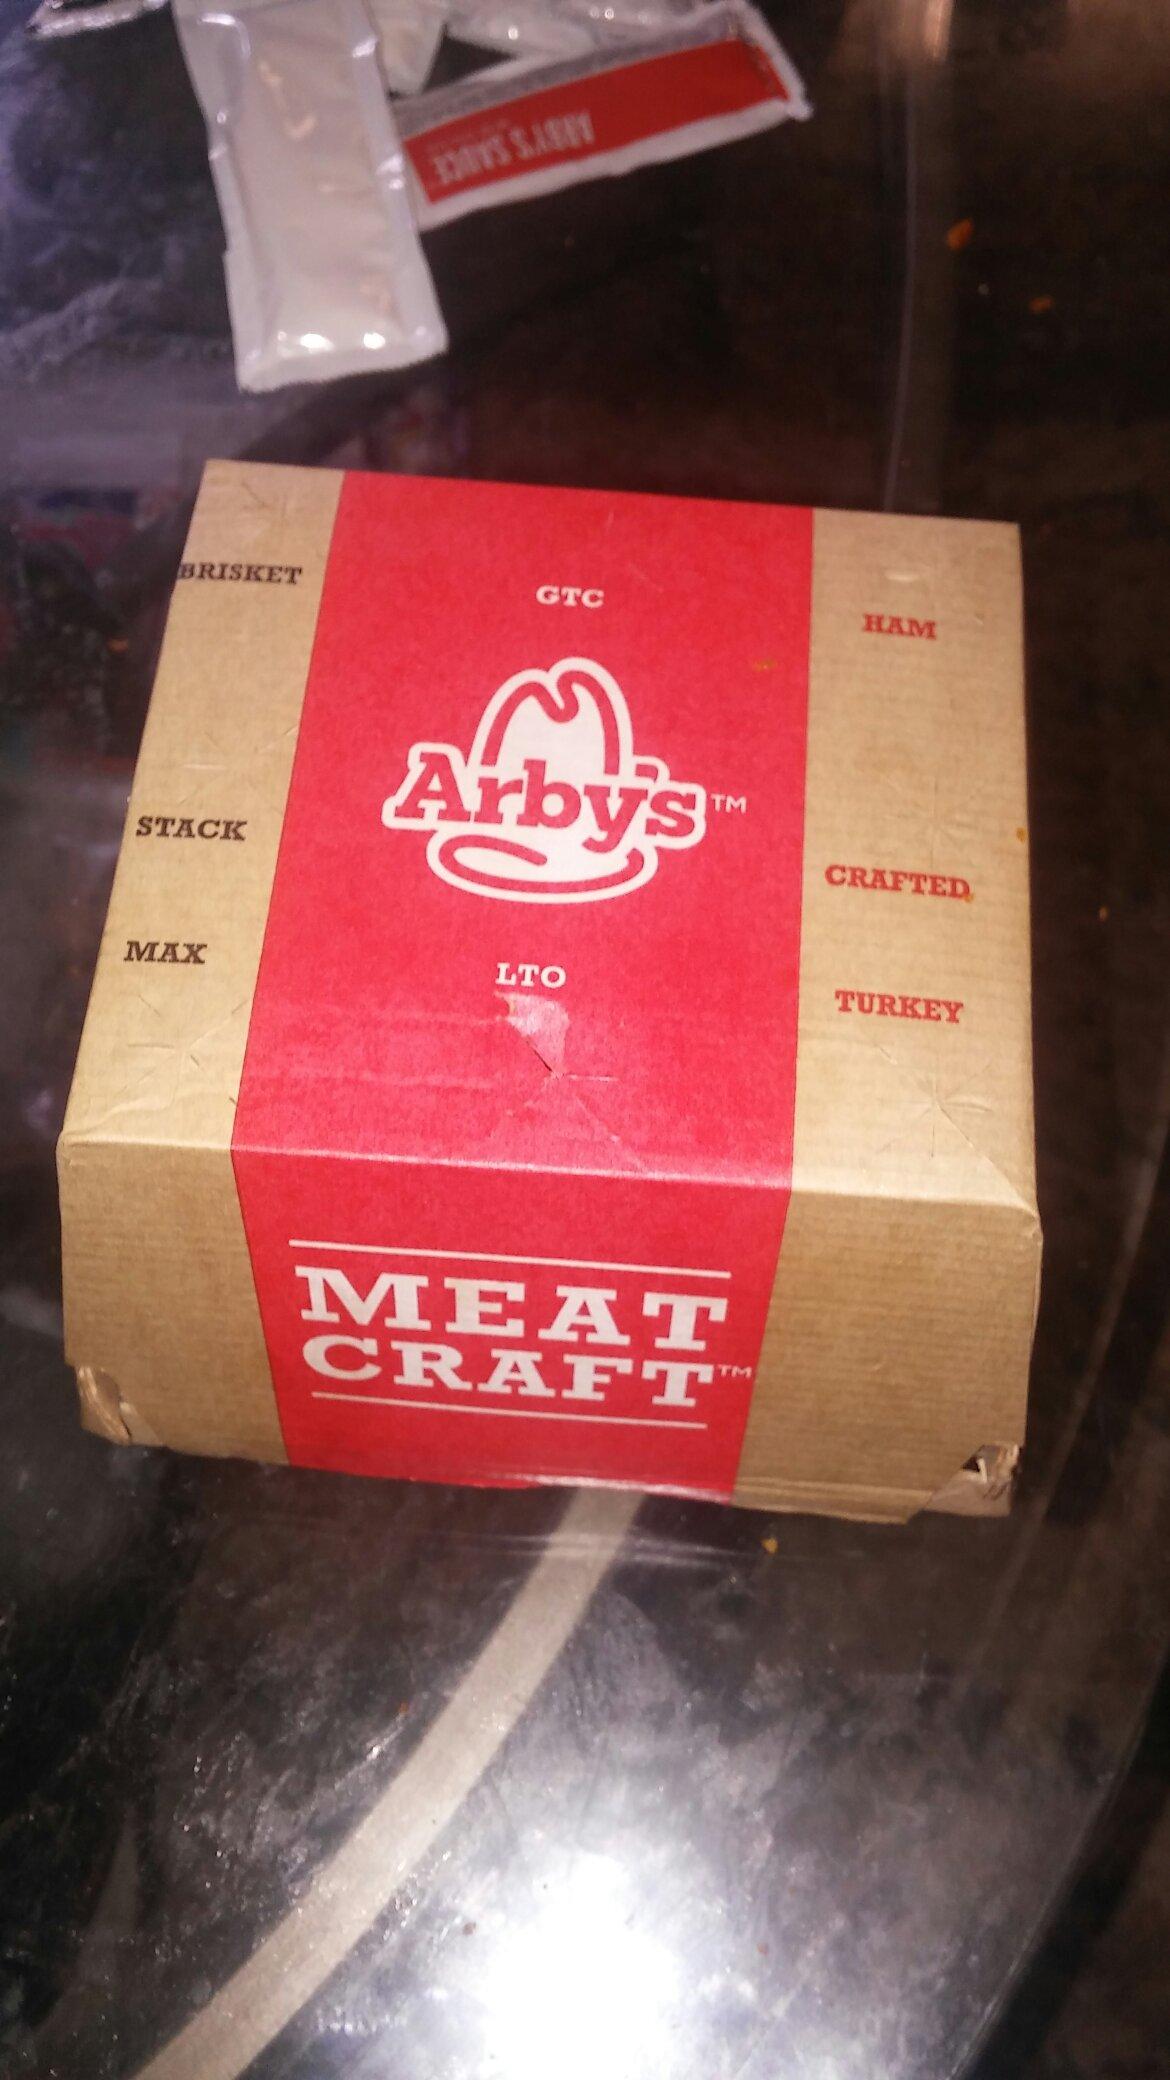 ARBY'S SAUCE
BRISKET
GTC
HAM
Arby's™
STACK
CRAFTED
MAX
LTO
TURKEY
MEAT
CRAFT™